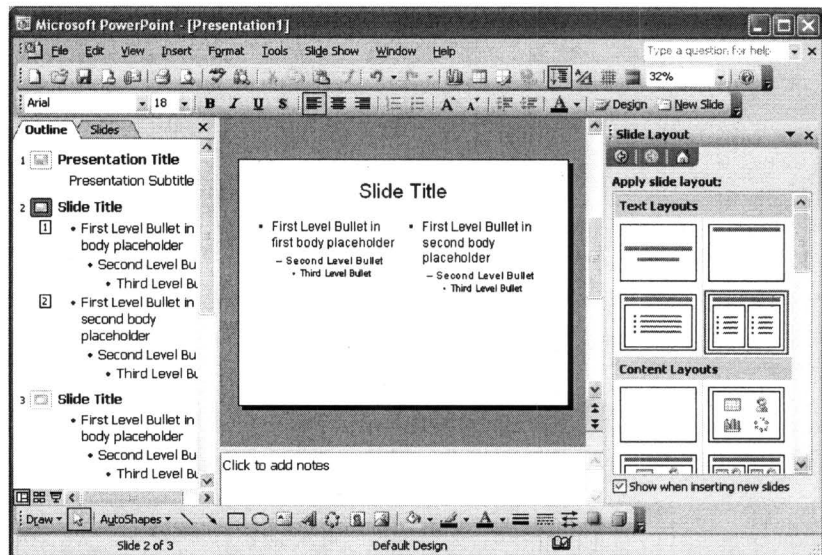 Microsoft PowerPoint - [Presentation1]
File Edit View Insert Format Tools Slide Show Window Help Type a question for help
32%
Arial 18 B I U S A A A Design New Slide
Outline Slides
1 Presentation Title
Presentation Subtitle
2 Slide Title
1 • First Level Bullet in
body placeholder
• Second Level Bu
• Third Level Bu
2 • First Level Bullet in
second body
placeholder
• Second Level Bu
• Third Level Bu
3 Slide Title
• First Level Bullet in
body placeholder
• Second Level Bu
• Third Level Bu
Slide Title
▪ First Level Bullet in
first body placeholder
– Second Level Bullet
• Third Level Bullet
▪ First Level Bullet in
second body
placeholder
– Second Level Bullet
• Third Level Bullet
Click to add notes
Slide Layout
Apply slide layout:
Text Layouts
Content Layouts
Show when inserting new slides
Draw AutoShapes A
Slide 2 of 3 Default Design